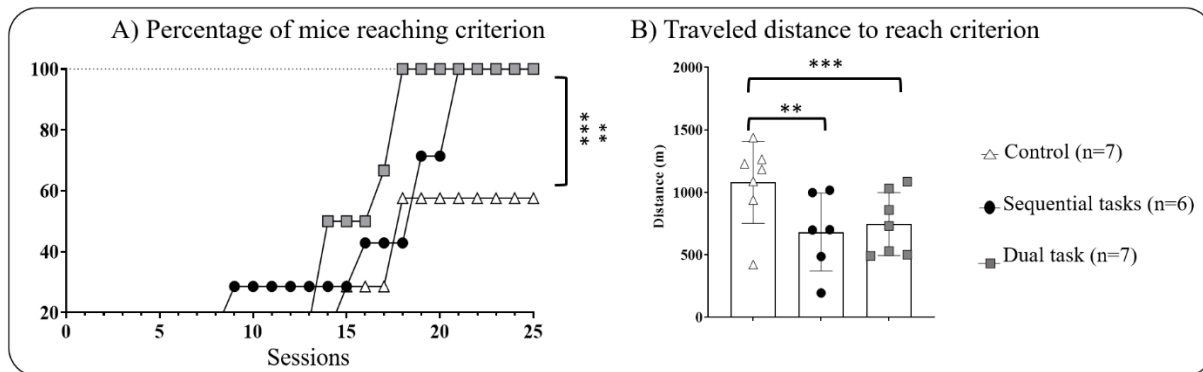 A) Percentage of mice reaching criterion
100
80
60
40
20
0
5
10
15
20
25
Sessions
***
**
B) Traveled distance to reach criterion
2000
1500
1000
500
0
Distance (m)
***
**
Control (n=7)
Sequential tasks (n=6)
Dual task (n=7)